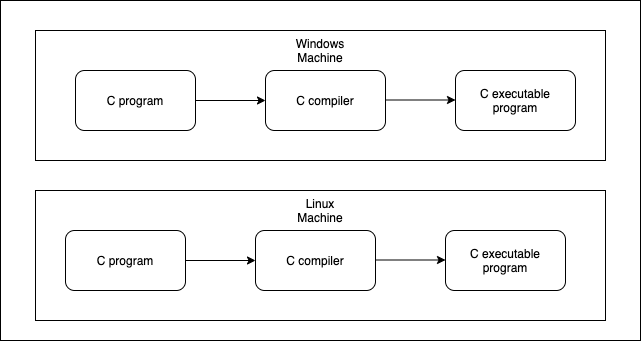 Windows
Machine
C program
C compiler
C executable
program
Linux
Machine
C program
C compiler
C executable
program